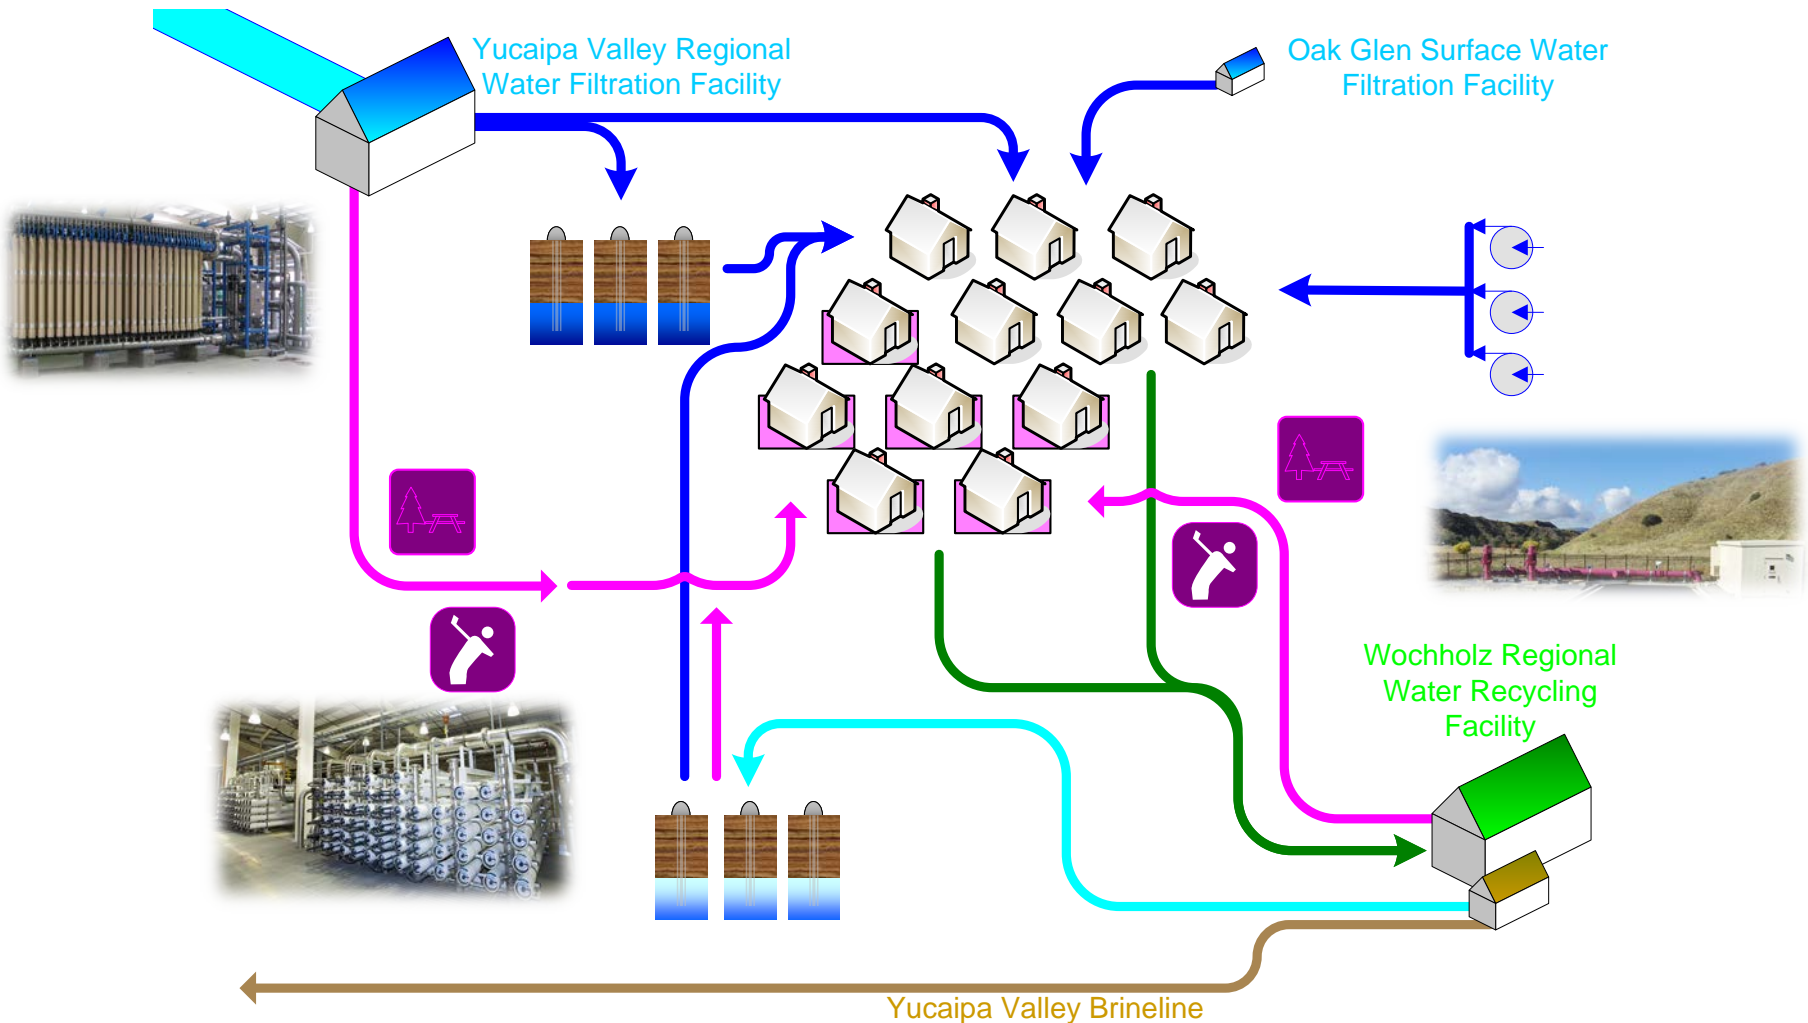 Yucaipa Valley Regional
Water Filtration Facility
Oak Glen Surface Water
Filtration Facility
Wochholz Regional
Water Recycling
Facility
Yucaipa Valley Brineline